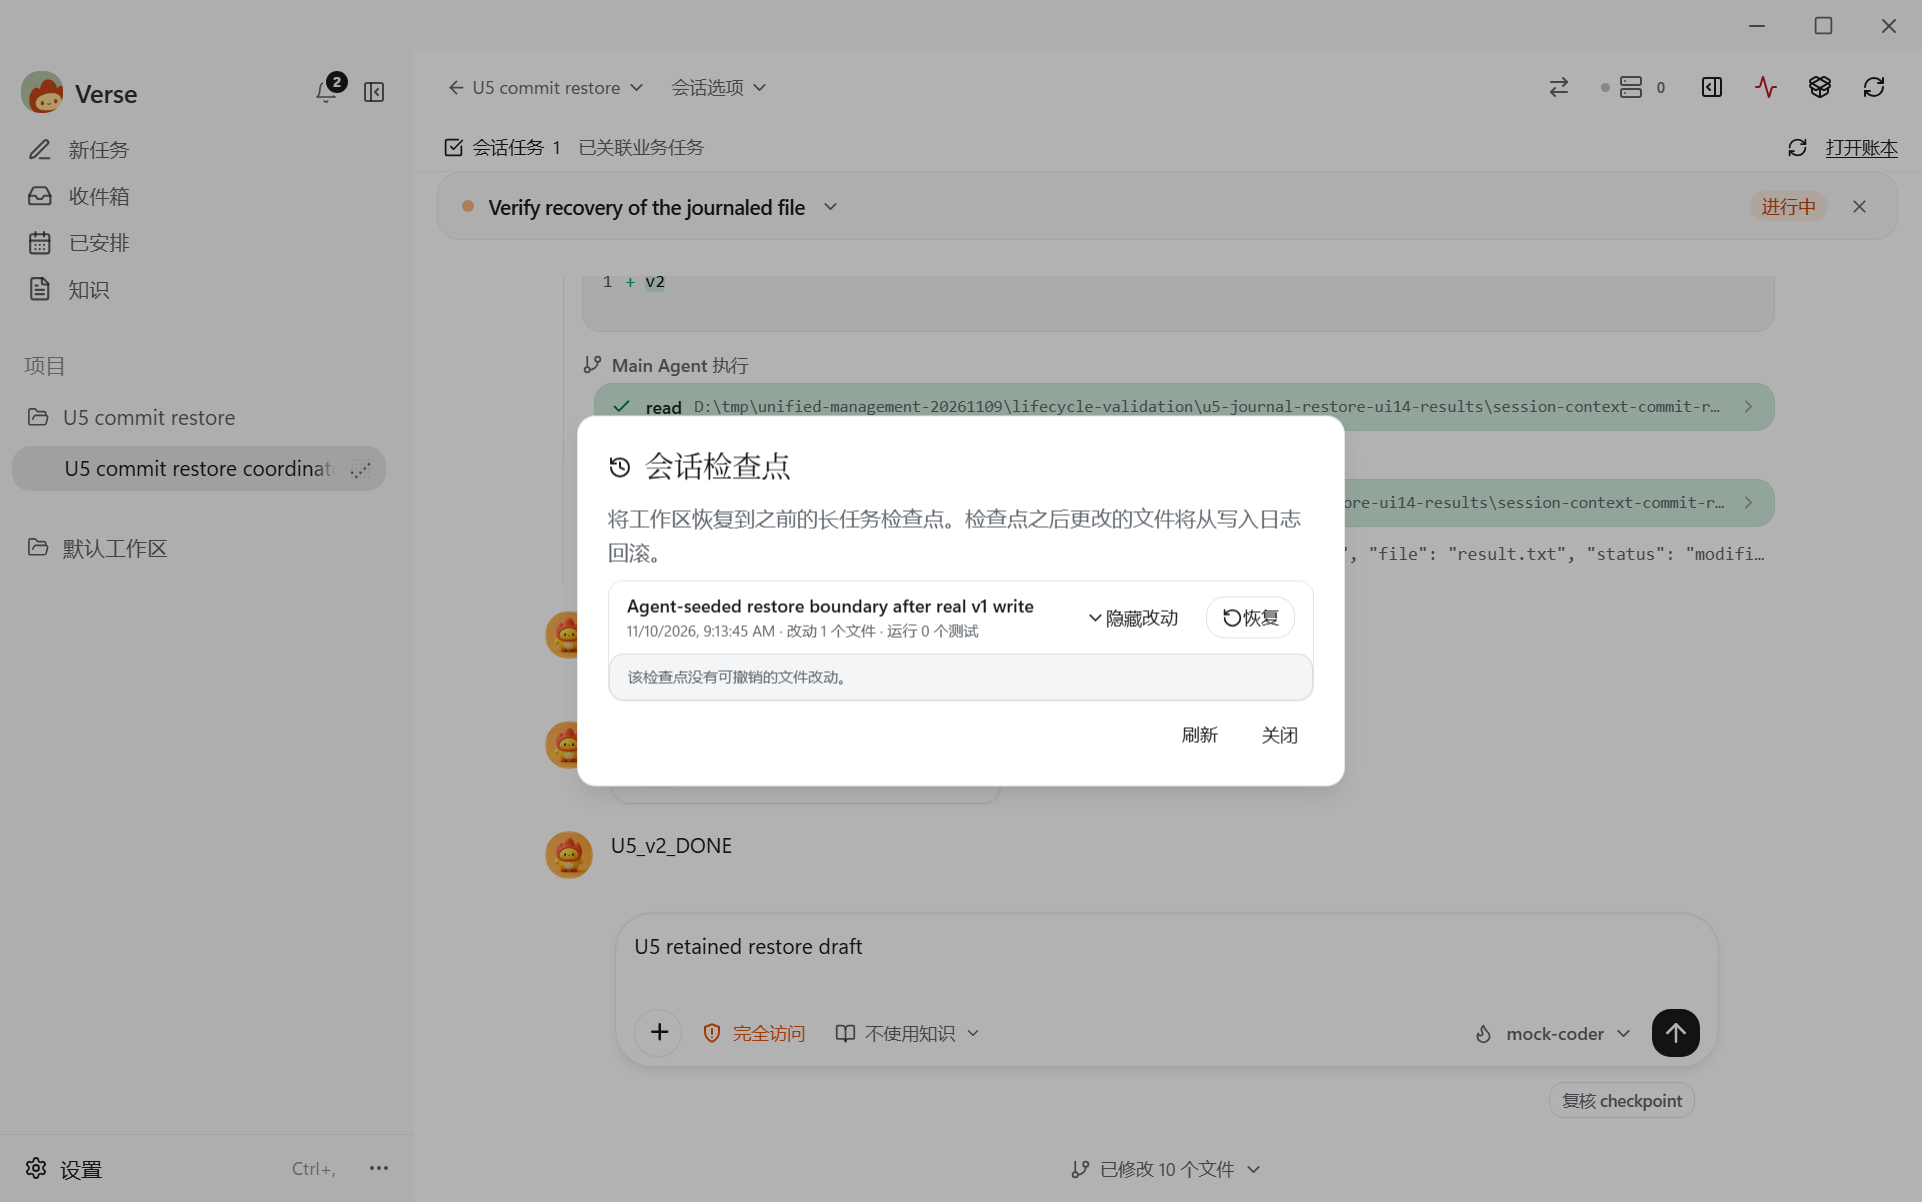 Verse
2
新任务
收件箱
已安排
知识
项目
U5 commit restore
U5 commit restore coordinat
默认工作区
设置
Ctrl+,
U5 commit restore
会话选项
0
会话任务 1 已关联业务任务
打开账本
Verify recovery of the journaled file
进行中
1 + v2
Main Agent 执行
read D:\tmp\unified-management-20261109\lifecycle-validation\u5-journal-restore-ui14-results\session-context-commit-r…
ore-ui14-results\session-context-commit-r…
", "file": "result.txt", "status": "modifi…
会话检查点
将工作区恢复到之前的长任务检查点。检查点之后更改的文件将从写入日志
回滚。
Agent-seeded restore boundary after real v1 write
11/10/2026, 9:13:45 AM · 改动 1 个文件 · 运行 0 个测试
隐藏改动
恢复
该检查点没有可撤销的文件改动。
刷新
关闭
U5_v2_DONE
U5 retained restore draft
完全访问
不使用知识
mock-coder
复核 checkpoint
已修改 10 个文件